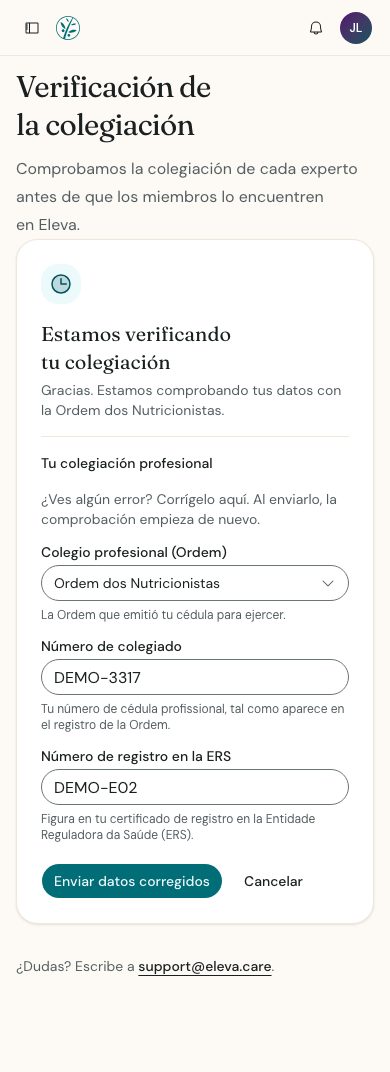 JL
Verificación de
la colegiación
Comprobamos la colegiación de cada experto
antes de que los miembros lo encuentren
en Eleva.
Estamos verificando
tu colegiación
Gracias. Estamos comprobando tus datos con
la Ordem dos Nutricionistas.
Tu colegiación profesional
¿Ves algún error? Corrígelo aquí. Al enviarlo, la
comprobación empieza de nuevo.
Colegio profesional (Ordem)
Ordem dos Nutricionistas
La Ordem que emitió tu cédula para ejercer.
Número de colegiado
DEMO-3317
Tu número de cédula profissional, tal como aparece en
el registro de la Ordem.
Número de registro en la ERS
DEMO-E02
Figura en tu certificado de registro en la Entidade
Reguladora da Saúde (ERS).
Enviar datos corregidos
Cancelar
¿Dudas? Escribe a support@eleva.care.